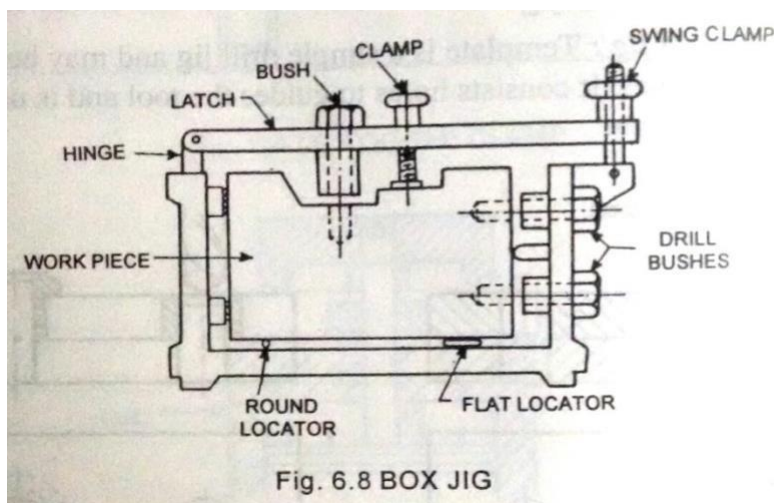 SWING CLAMP
CLAMP
BUSH
LATCH
HINGE
WORK PIECE
DRILL
BUSHES
ROUND
LOCATOR
FLAT LOCATOR
Fig. 6.8 BOX JIG